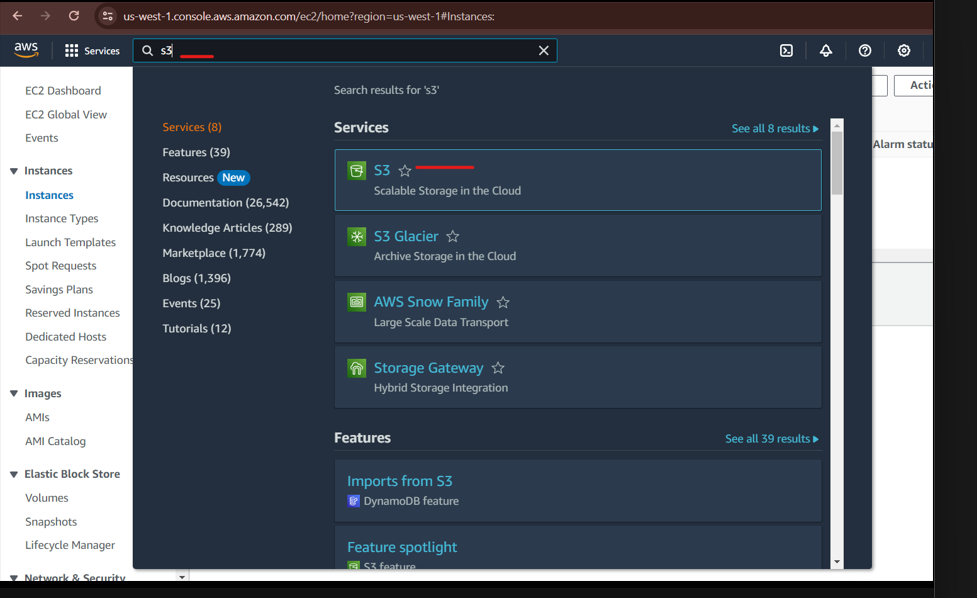 us-west-1.console.aws.amazon.com/ec2/home?region=us-west-1#Instances:
aws
Services
s3
EC2 Dashboard
EC2 Global View
Events
Instances
Instances
Instance Types
Launch Templates
Spot Requests
Savings Plans
Reserved Instances
Dedicated Hosts
Capacity Reservations
Images
AMIs
AMI Catalog
Elastic Block Store
Volumes
Snapshots
Lifecycle Manager
Network & Security
Search results for 's3'
Services (8)
Features (39)
Resources New
Documentation (26,542)
Knowledge Articles (289)
Marketplace (1,774)
Blogs (1,396)
Events (25)
Tutorials (12)
Services
See all 8 results
S3
Scalable Storage in the Cloud
S3 Glacier
Archive Storage in the Cloud
AWS Snow Family
Large Scale Data Transport
Storage Gateway
Hybrid Storage Integration
Features
See all 39 results
Imports from S3
DynamoDB feature
Feature spotlight
S3 feature
Acti
Alarm statu